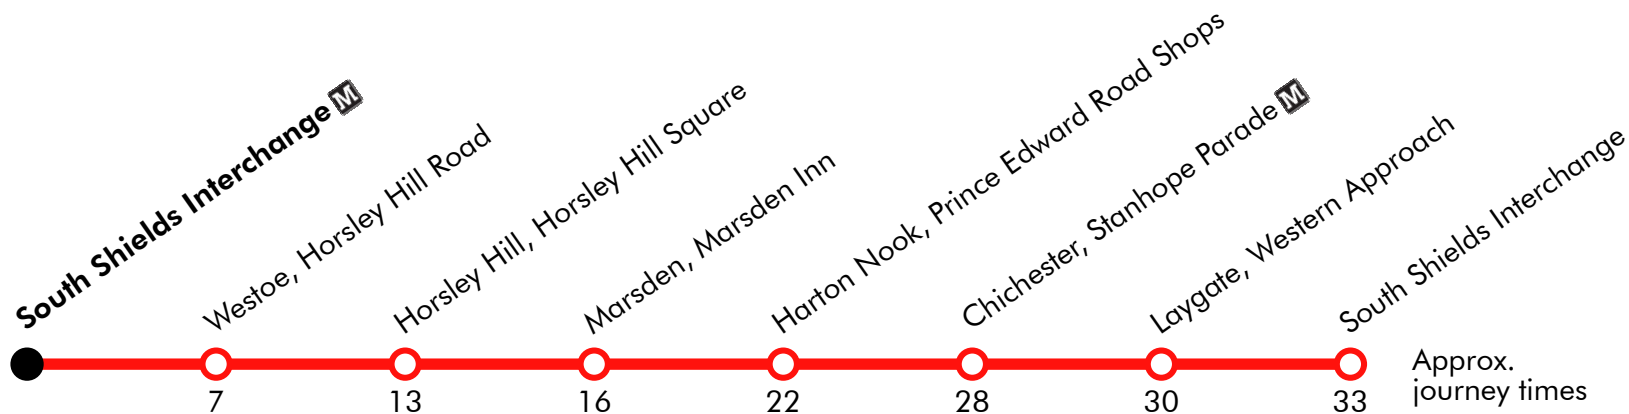 South Shields Interchange M
Westoe, Horsley Hill Road
Horsley Hill, Horsley Hill Square
Marsden, Marsden Inn
Harton Nook, Prince Edward Road Shops
Chichester, Stanhope Parade M
Laygate, Western Approach
South Shields Interchange
7 13 16 22 28 30 33
Approx.
journey times